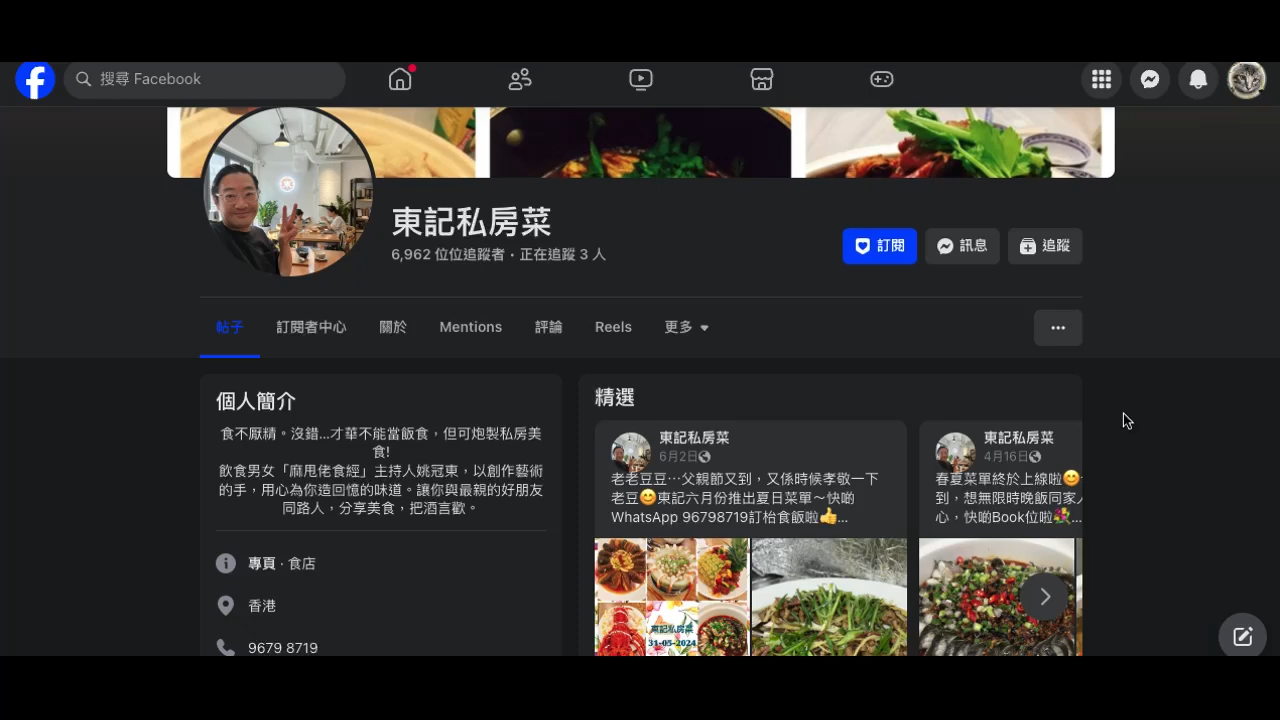 搜尋 Facebook
東記私房菜
6,962 位位追蹤者・正在追蹤 3 人
訂閱
訊息
追蹤
帖子
訂閱者中心
關於
Mentions
評論
Reels
更多
個人簡介
食不厭精。沒錯...才華不能當飯食，但可炮製私房美
食!
飲食男女「麻甩佬食經」主持人姚冠東，以創作藝術
的手，用心為你造回憶的味道。讓你與最親的好朋友
同路人，分享美食，把酒言歡。
專頁 · 食店
香港
9679 8719
精選
東記私房菜
6月2日
老老豆豆⋯父親節又到，又係時候孝敬一下
老豆😊東記六月份推出夏日菜單～快啲
WhatsApp 96798719訂枱食飯啦👍...
東記私房菜
31-05-2024
東記私房菜
4月16日
春夏菜單終於上線啦😊
到，想無限時晚飯同家人
心，快啲Book位啦💐...